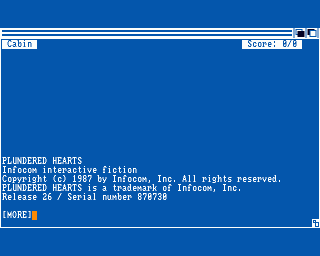 Cabin Score: 0/0
PLUNDERED HEARTS
Infocom interactive fiction
Copyright (c) 1987 by Infocom, Inc. All rights reserved.
PLUNDERED HEARTS is a trademark of Infocom, Inc.
Release 26 / Serial number 870730
[MORE]